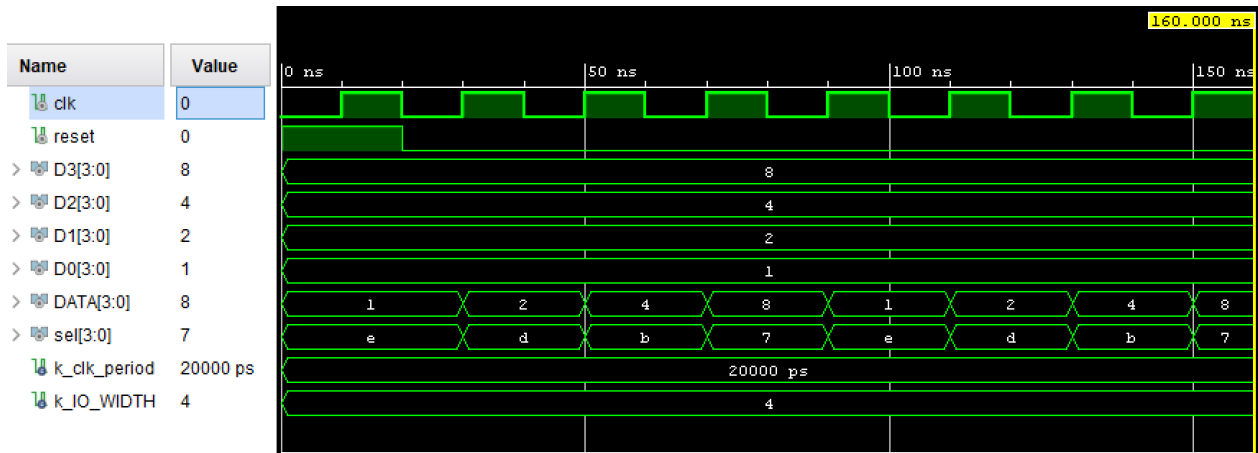 160.000 ns
Name Value 0 ns 50 ns 100 ns 150 ns
clk 0
reset 0
D3[3:0] 8 8
D2[3:0] 4 4
D1[3:0] 2 2
D0[3:0] 1 1
DATA[3:0] 8 1 2 4 8 1 2 4 8
sel[3:0] 7 e d b 7 e d b 7
k_clk_period 20000 ps 20000 ps
k_IO_WIDTH 4 4